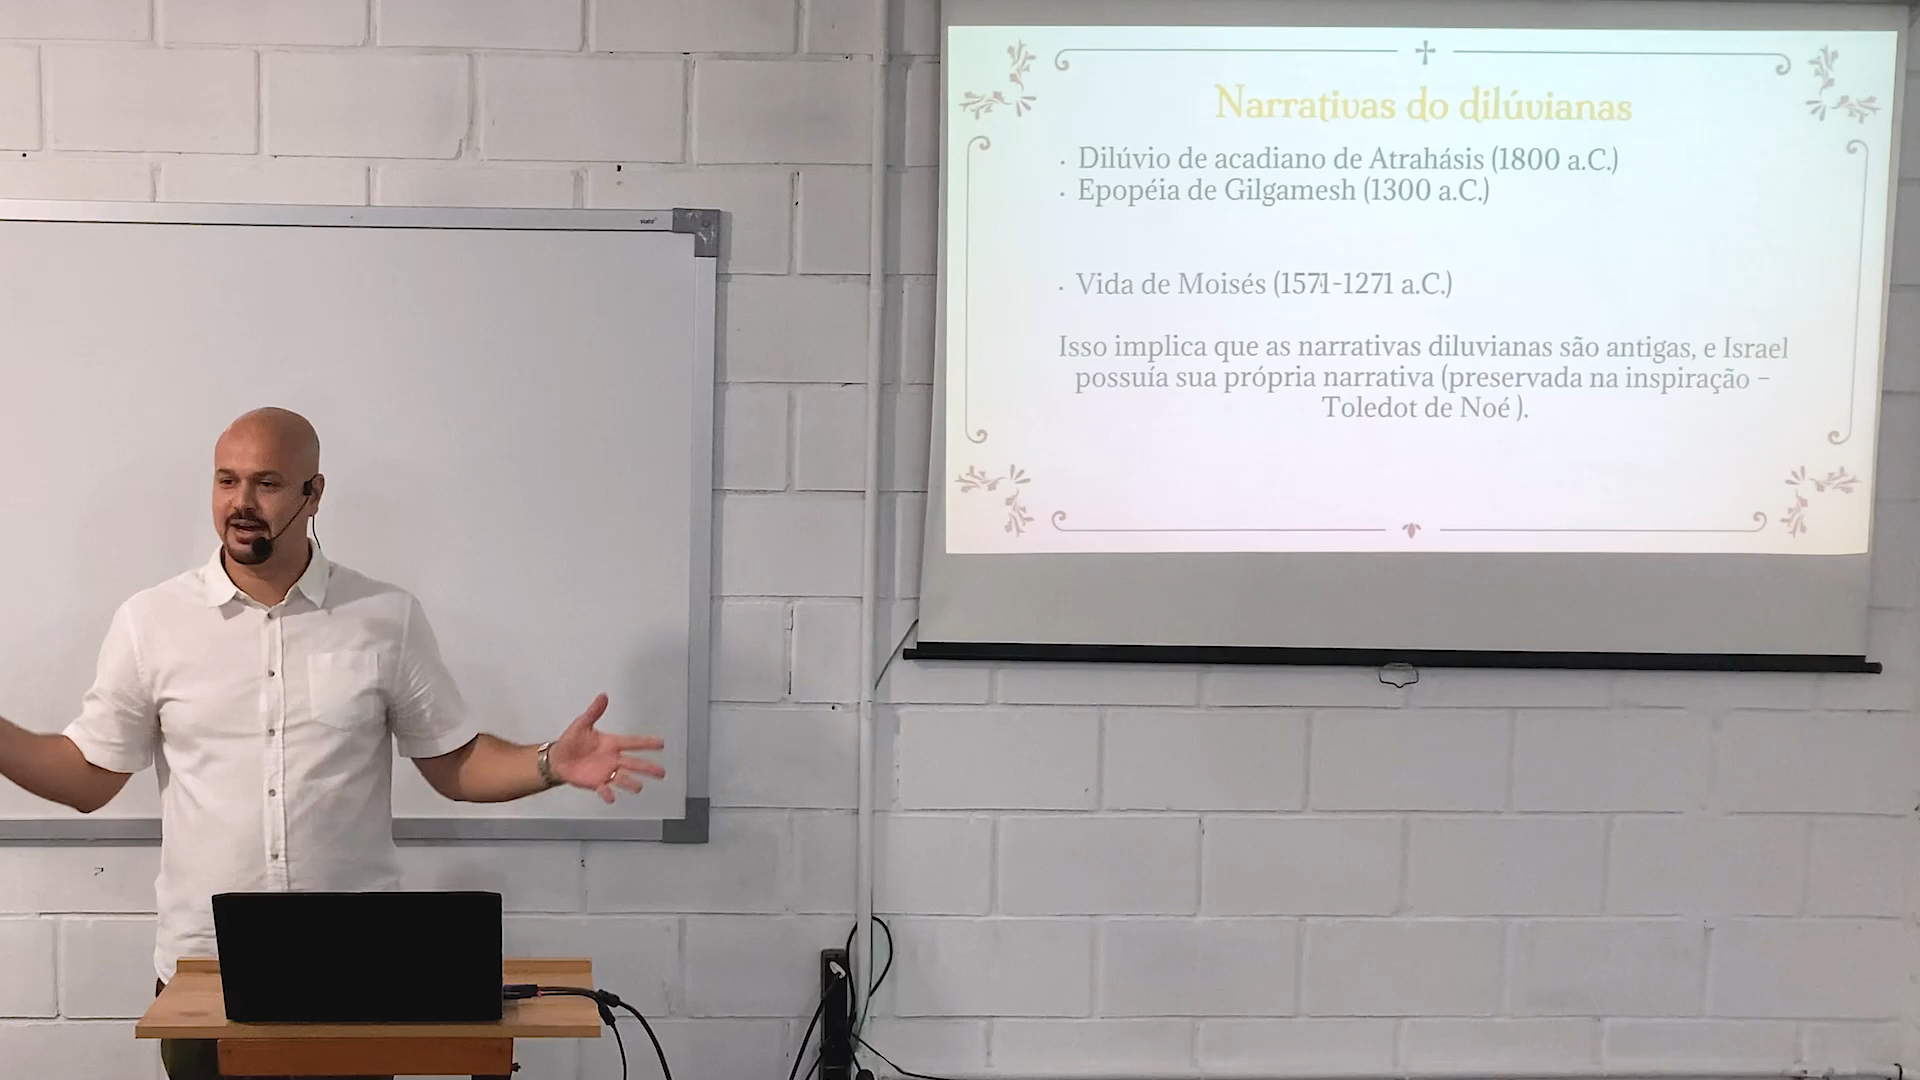 Narrativas do dilúvianas
· Dilúvio de acadiano de Atrahásis (1800 a.C.)
· Epopéia de Gilgamesh (1300 a.C.)
· Vida de Moisés (1571-1271 a.C.)
Isso implica que as narrativas diluvianas são antigas, e Israel
possuía sua própria narrativa (preservada na inspiração –
Toledot de Noé ).